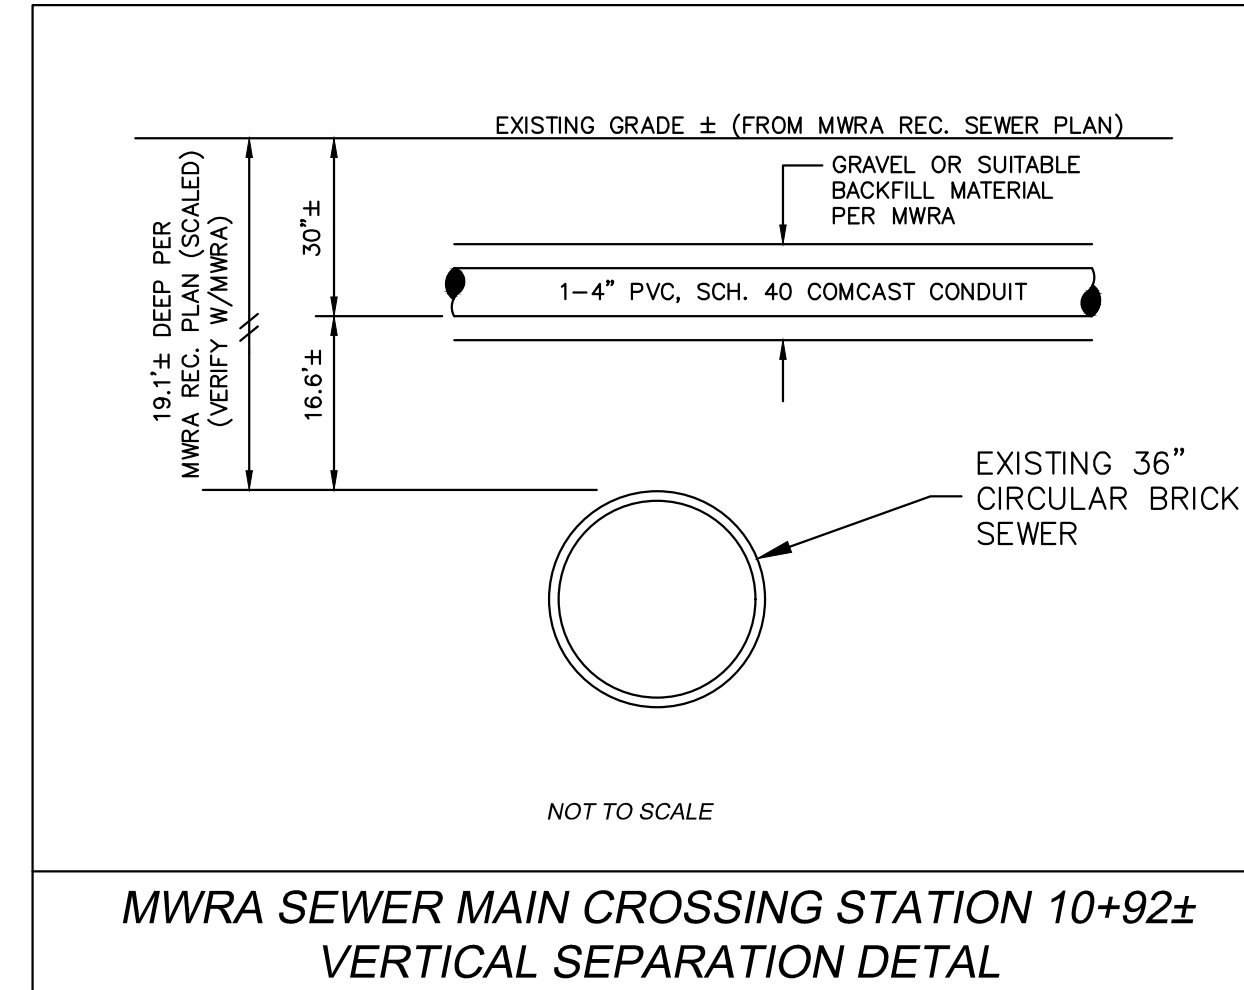 EXISTING GRADE ± (FROM MWRA REC. SEWER PLAN)
GRAVEL OR SUITABLE
BACKFILL MATERIAL
PER MWRA
19.1'± DEEP PER
MWRA REC. PLAN (SCALED)
(VERIFY W/MWRA)
30"±
16.6'±
1-4" PVC, SCH. 40 COMCAST CONDUIT
EXISTING 36"
CIRCULAR BRICK
SEWER
NOT TO SCALE
MWRA SEWER MAIN CROSSING STATION 10+92±
VERTICAL SEPARATION DETAL